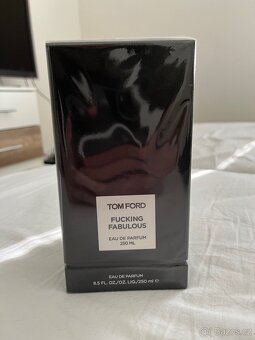 TOM FORD
FUCKING
FABULOUS
EAU DE PARFUM
250 ML
EAU DE PARFUM
8.5 FL. OZ./OZ. LIQ./250 ml ℮